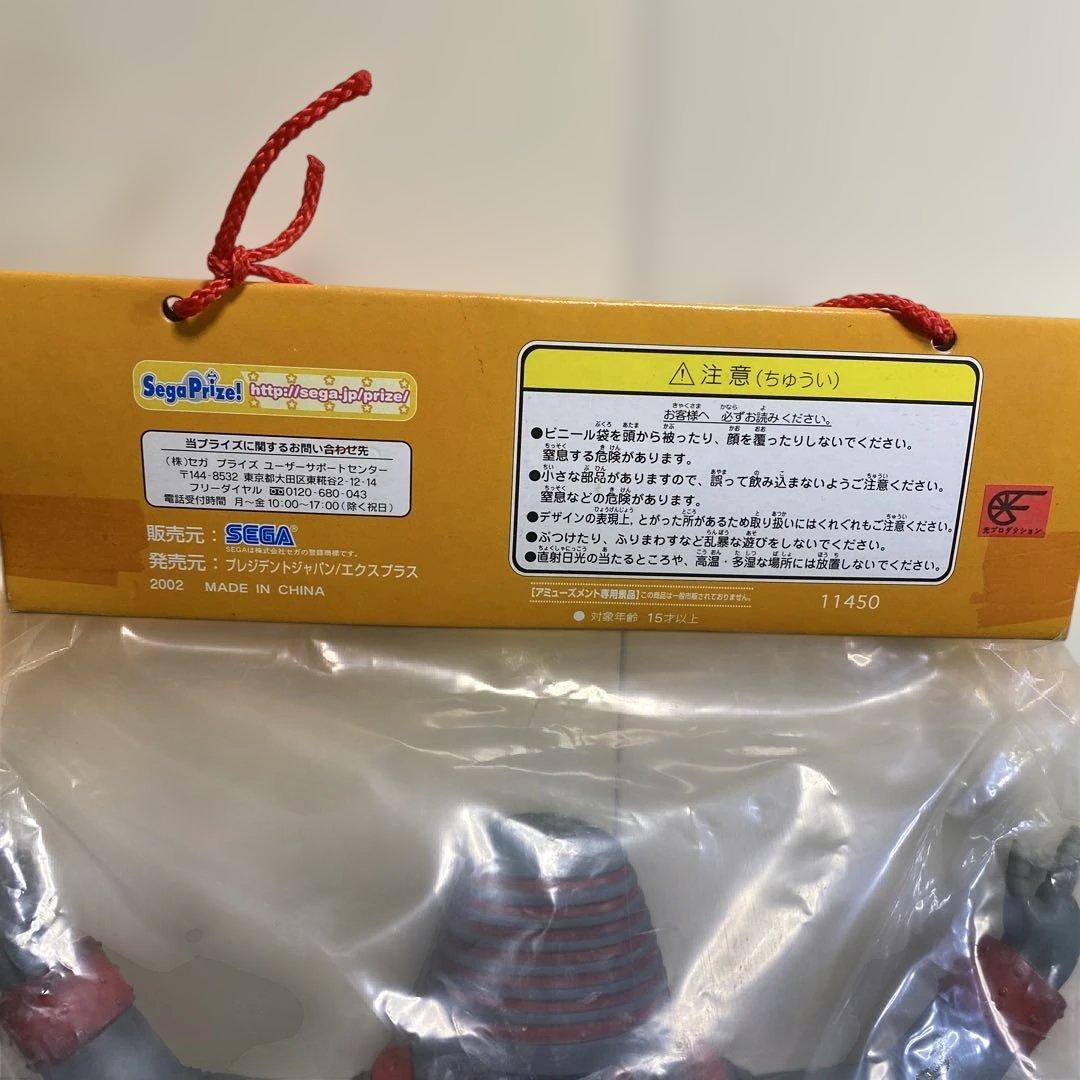 Sega Prize! http://sega.jp/prize/
当プライズに関するお問い合わせ先
(株)セガ プライズ ユーザーサポートセンター
〒144-8532 東京都大田区東糀谷2-12-14
フリーダイヤル 0120-680-043
電話受付時間 月~金 10:00~17:00(除く祝日)
販売元: SEGA
SEGAは株式会社セガの登録商標です。
発売元: プレジデントジャパン/エクスプラス
2002 MADE IN CHINA
⚠注意(ちゅうい)
お客様へ 必ずお読みください。
●ビニール袋を頭から被ったり、顔を覆ったりしないでください。
窒息する危険があります。
●小さな部品がありますので、誤って飲み込まないようご注意ください。
窒息などの危険があります。
●デザインの表現上、とがった所があるため取り扱いにはくれぐれもご注意ください。
●ぶつけたり、ふりまわすなど乱暴な遊びをしないでください。
●直射日光の当たるところや、高温・多湿な場所には放置しないでください。
【アミューズメント専用景品】この商品は一般市販されておりません。
11450
● 対象年齢 15才以上
光プロダクション